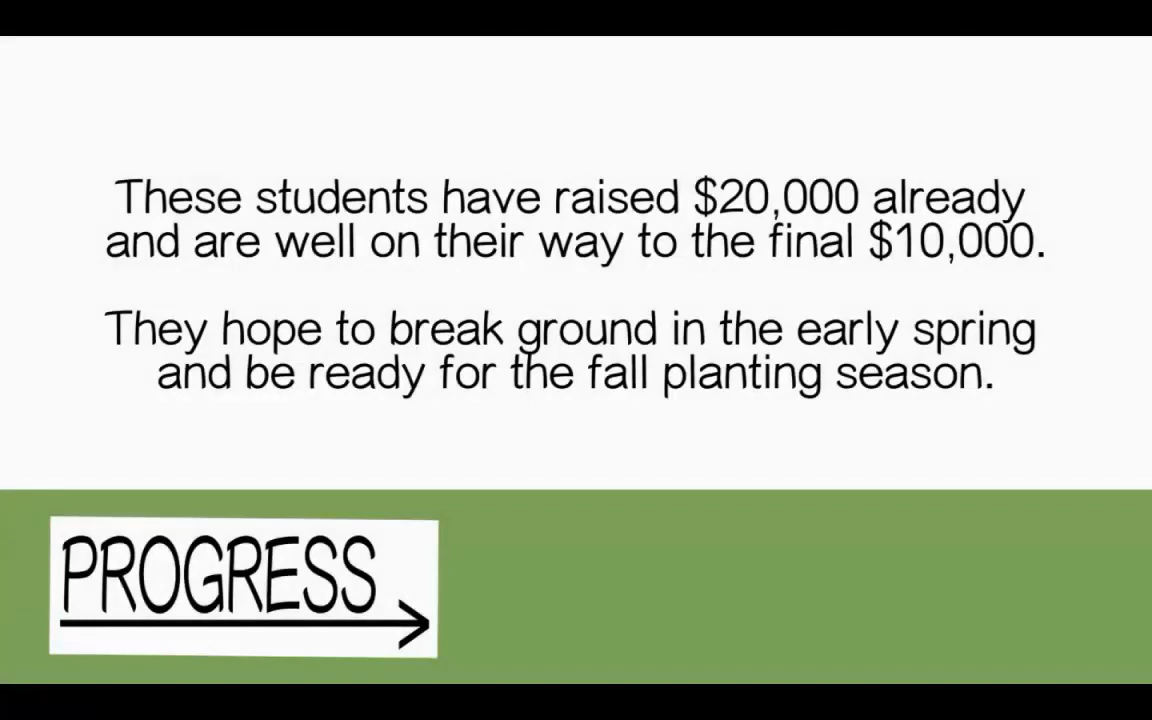 These students have raised $20,000 already
and are well on their way to the final $10,000.
They hope to break ground in the early spring
and be ready for the fall planting season.
PROGRESS